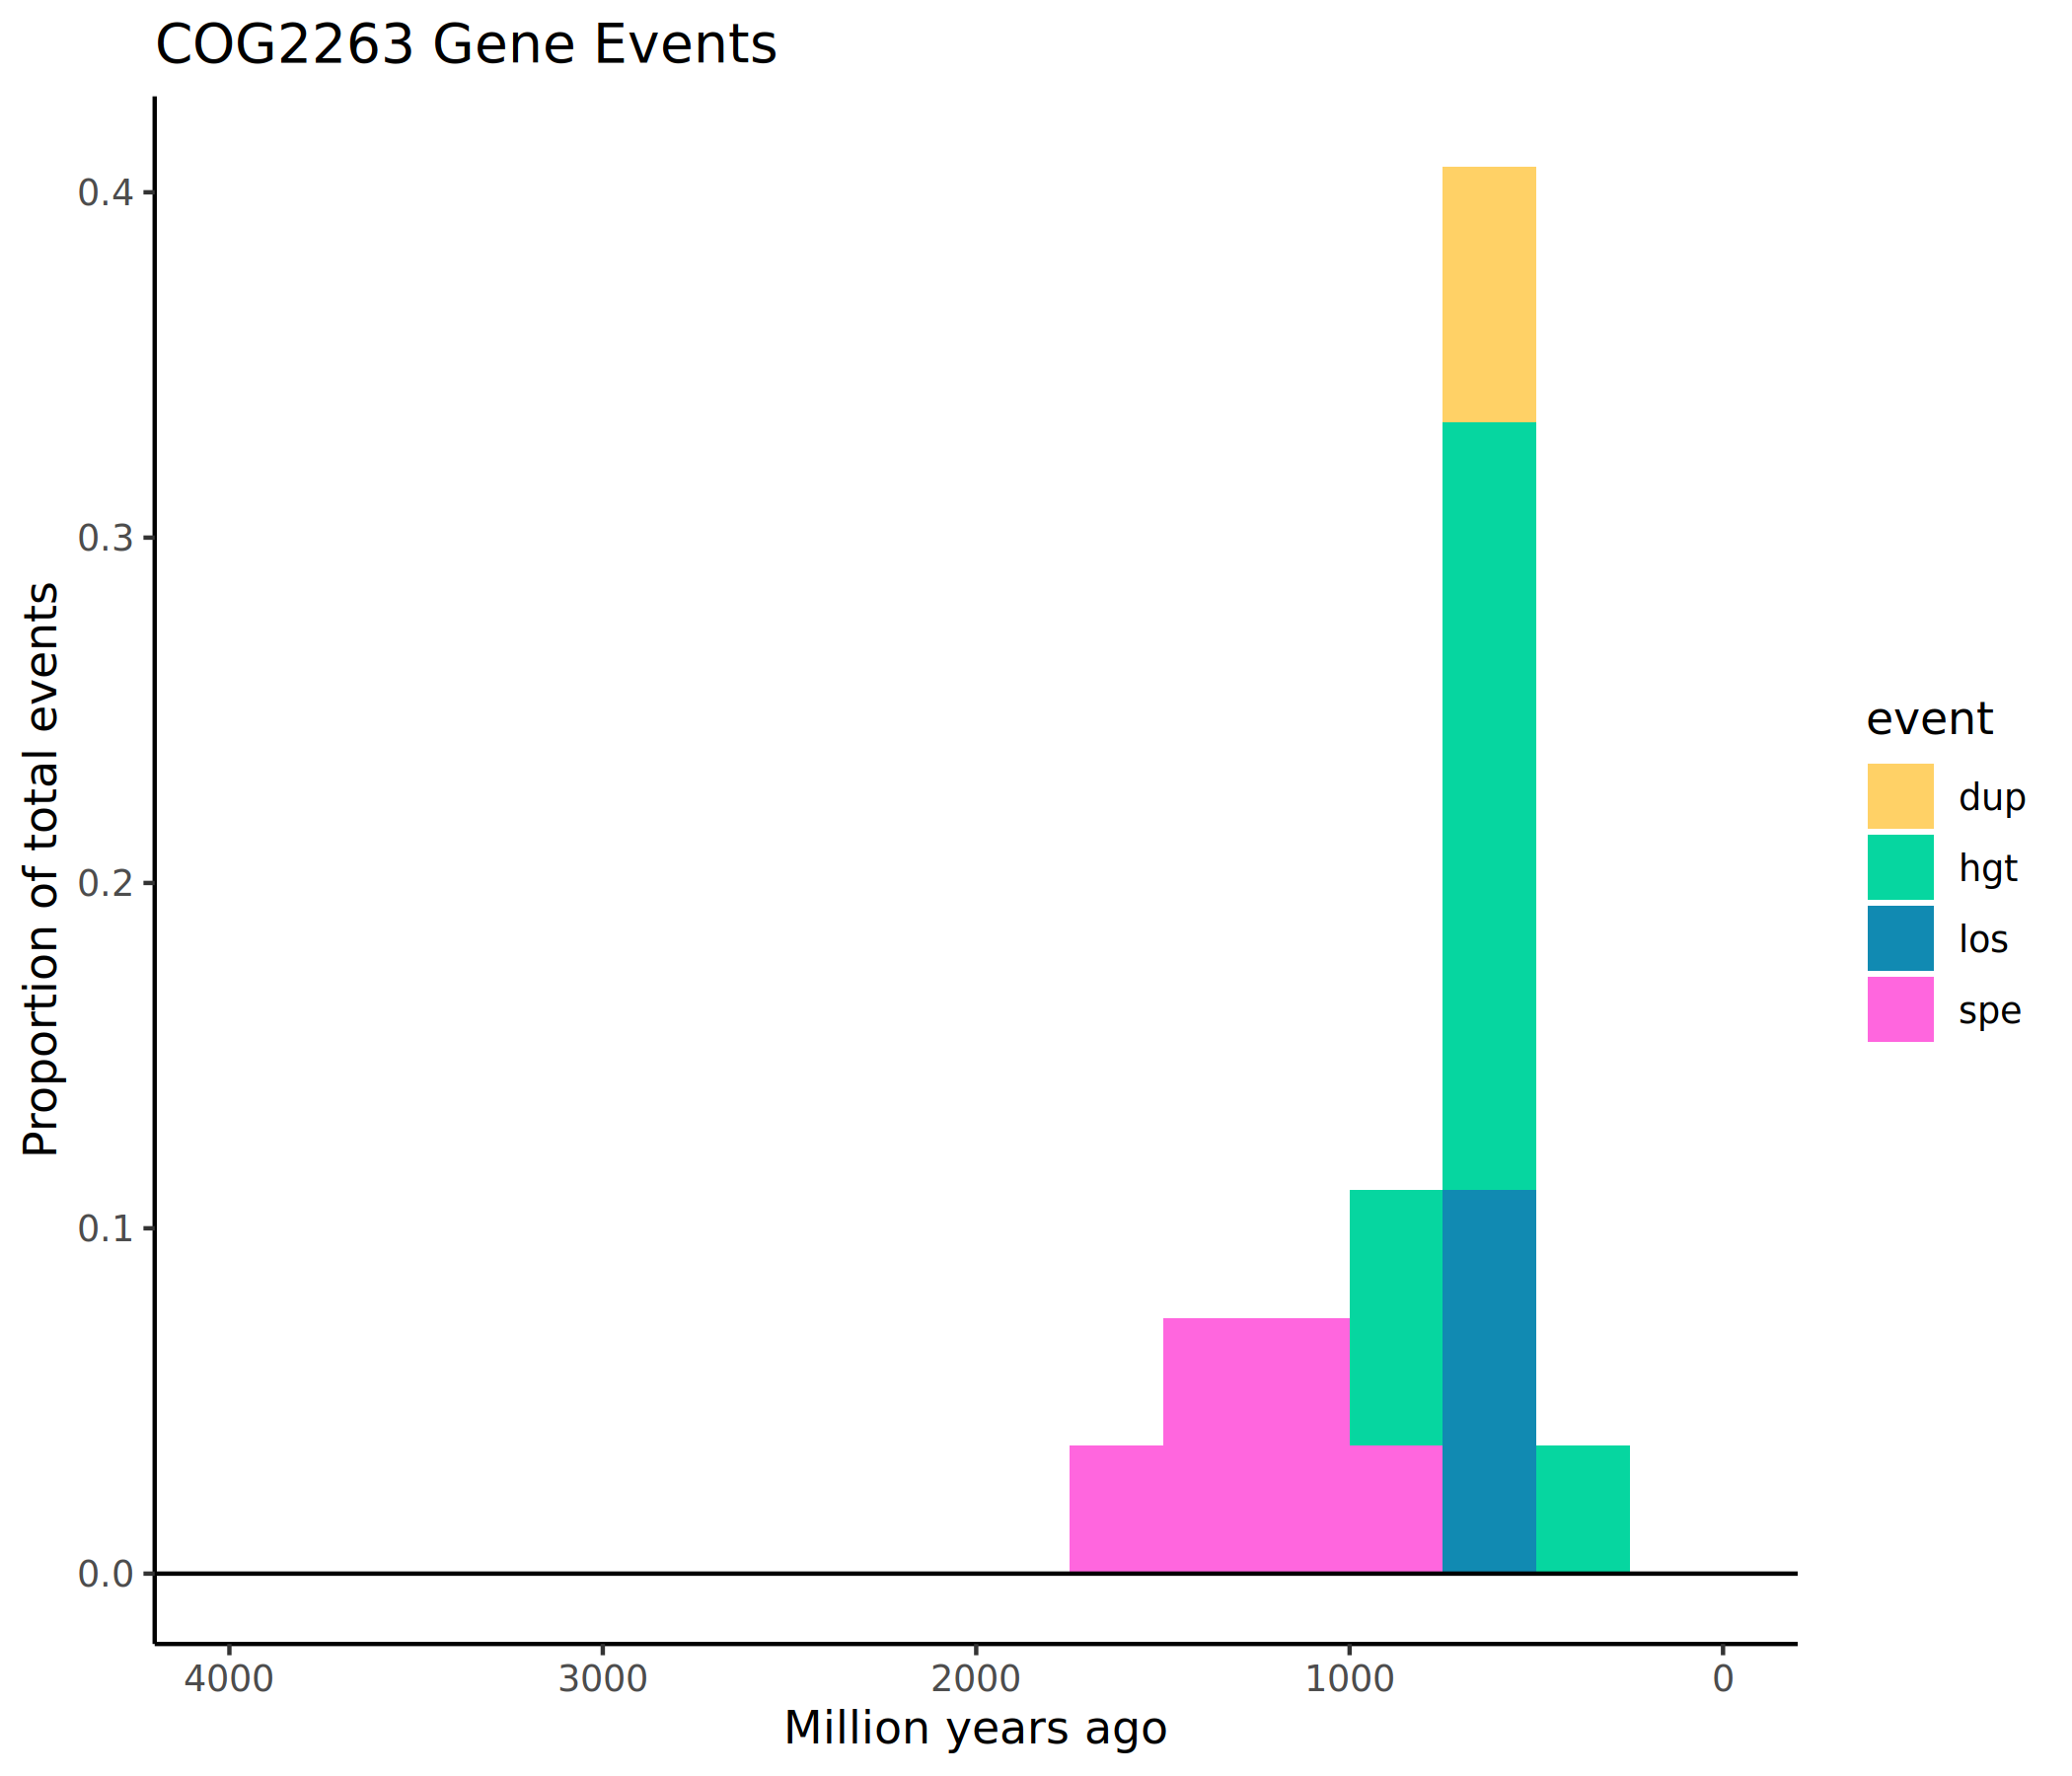 COG2263 Gene Events
Proportion of total events
0.4
0.3
0.2
0.1
0.0
4000 3000 2000 1000 0
Million years ago
event
dup
hgt
los
spe